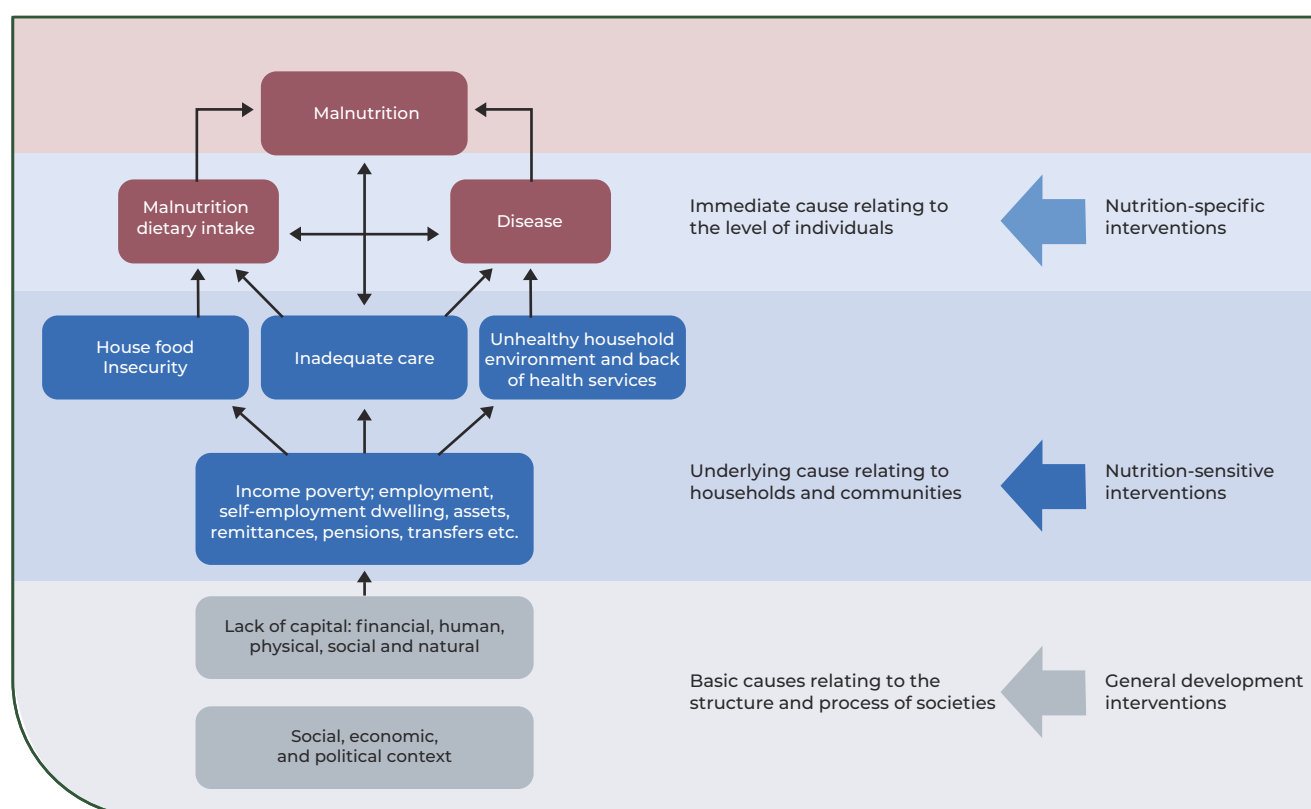 Malnutrition
Malnutrition
dietary intake
Disease
Immediate cause relating to
the level of individuals
Nutrition-specific
interventions
House food
Insecurity
Inadequate care
Unhealthy household
environment and back
of health services
Income poverty; employment,
self-employment dwelling, assets,
remittances, pensions, transfers etc.
Underlying cause relating to
households and communities
Nutrition-sensitive
interventions
Lack of capital: financial, human,
physical, social and natural
Social, economic,
and political context
Basic causes relating to the
structure and process of societies
General development
interventions